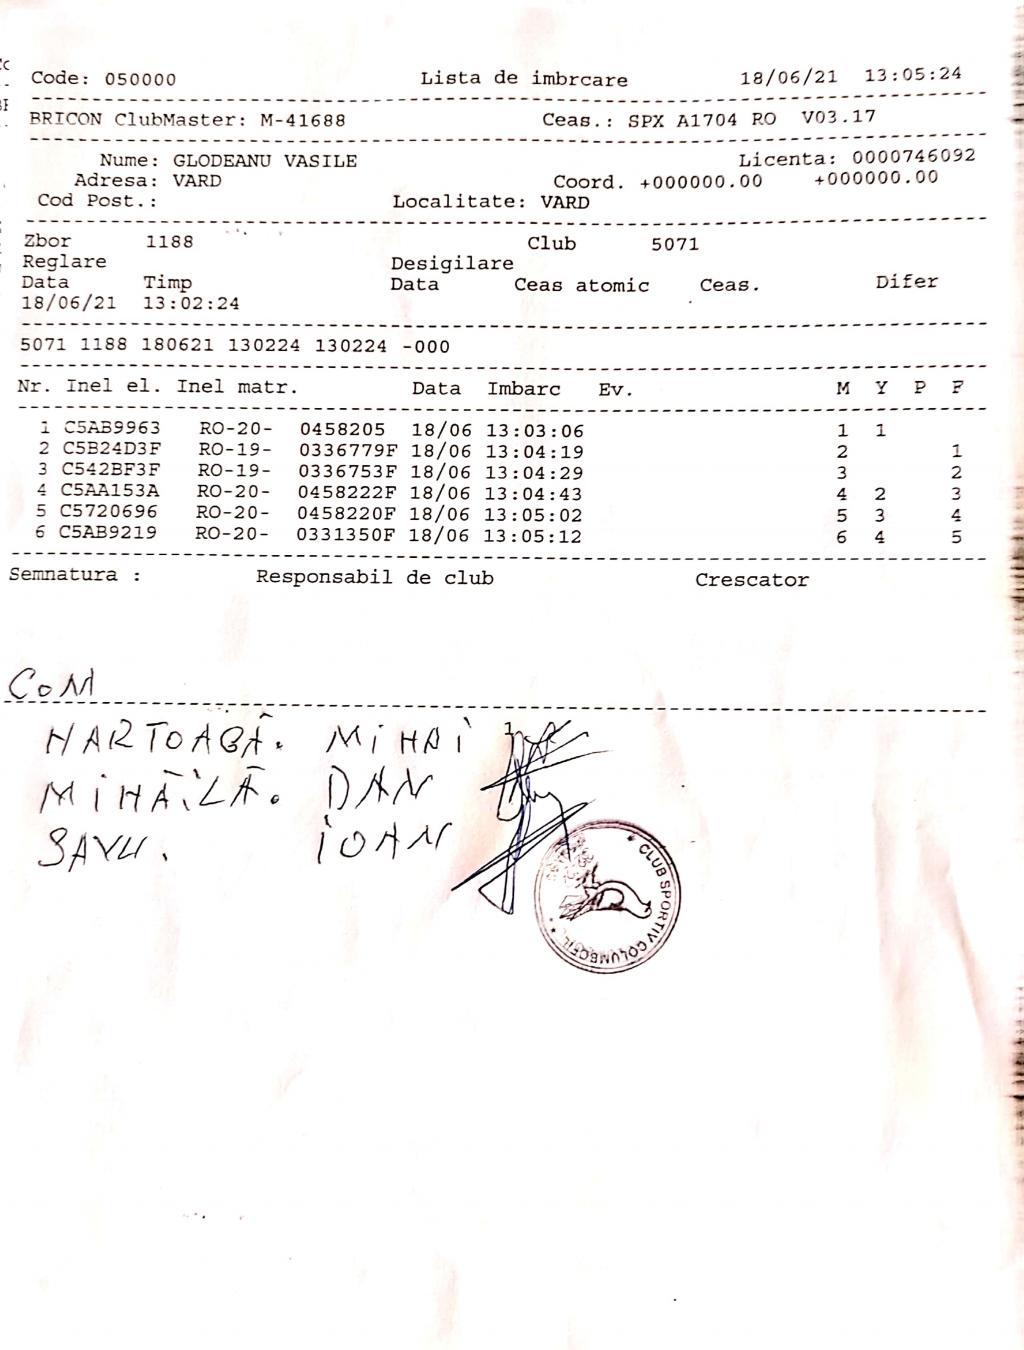 Code: 050000 Lista de imbrcare 18/06/21 13:05:24
BRICON ClubMaster: M-41688 Ceas.: SPX A1704 RO V03.17
Nume: GLODEANU VASILE Licenta: 0000746092
Adresa: VARD Coord. +000000.00 +000000.00
Cod Post.: Localitate: VARD
Zbor 1188 Club 5071
Reglare Desigilare
Data Timp Data Ceas atomic Ceas. Difer
18/06/21 13:02:24
5071 1188 180621 130224 130224 -000
Nr. Inel el. Inel matr. Data Imbarc Ev. M Y P F
1 C5AB9963 RO-20- 0458205 18/06 13:03:06 1 1
2 C5B24D3F RO-19- 0336779F 18/06 13:04:19 2 1
3 C542BF3F RO-19- 0336753F 18/06 13:04:29 3 2
4 C5AA153A RO-20- 0458222F 18/06 13:04:43 4 2 3
5 C5720696 RO-20- 0458220F 18/06 13:05:02 5 3 4
6 C5AB9219 RO-20- 0331350F 18/06 13:05:12 6 4 5
Semnatura : Responsabil de club Crescator
COM
HARTOAGĂ. MIHAI
MIHĂILĂ. DAN
SAVU. IOAN
* CLUB SPORTIV COLUMBOFIL *